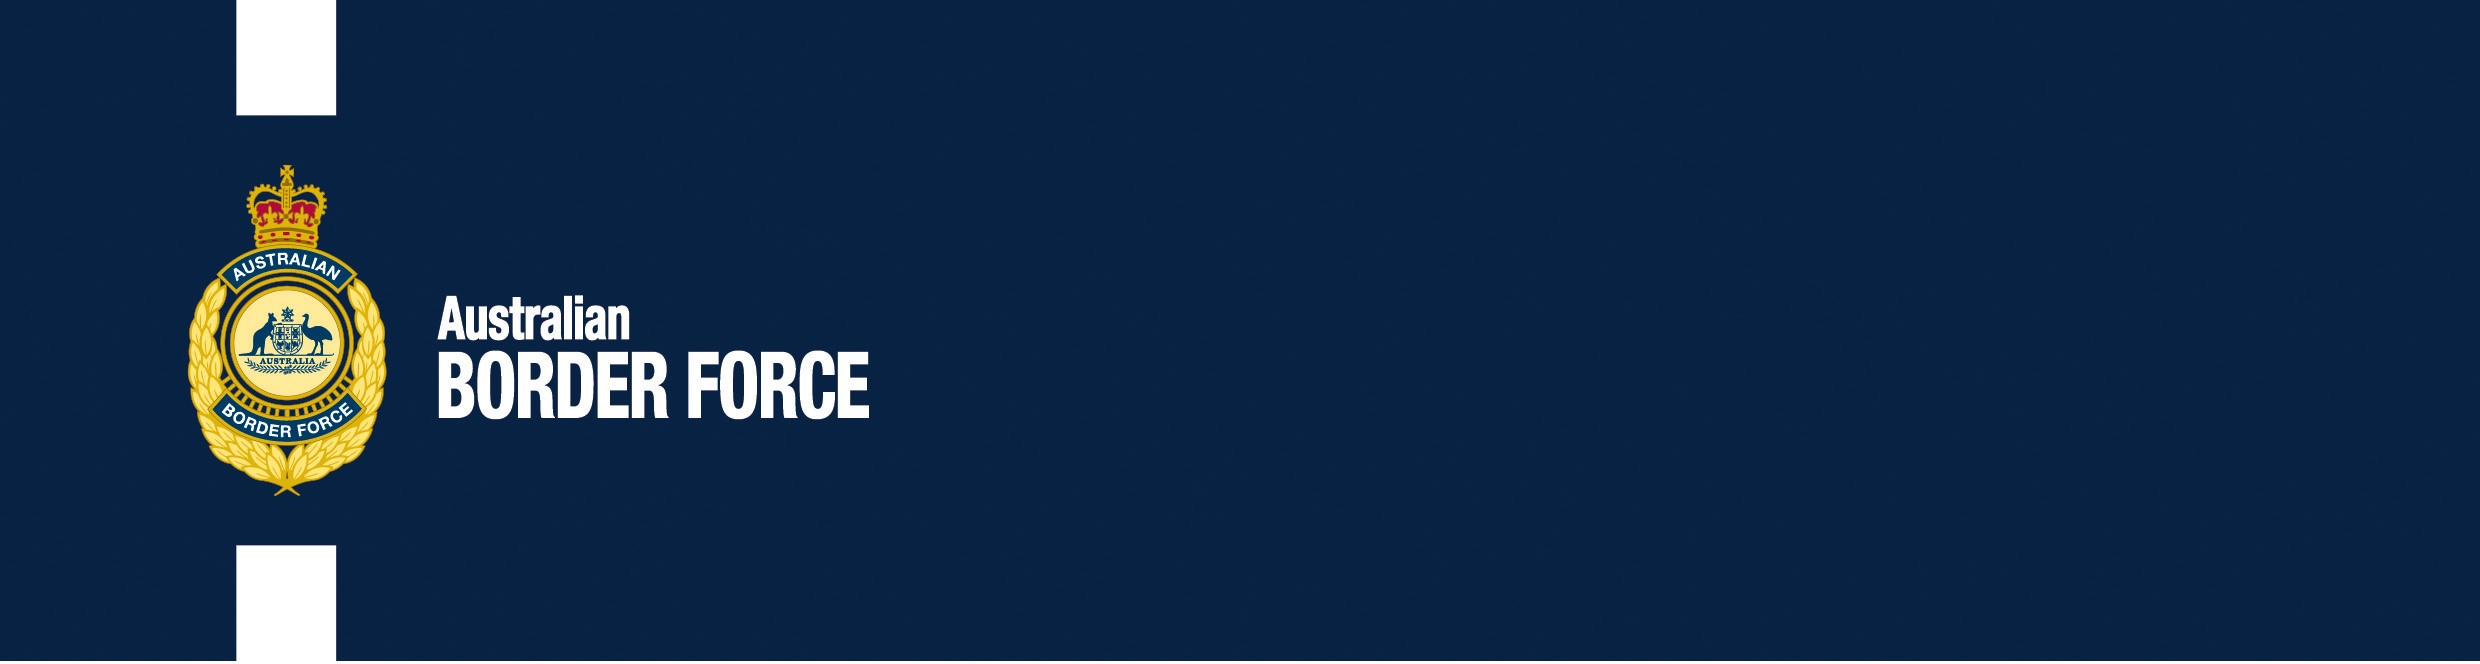 AUSTRALIAN
AUSTRALIA
BORDER FORCE
Australian
BORDER FORCE